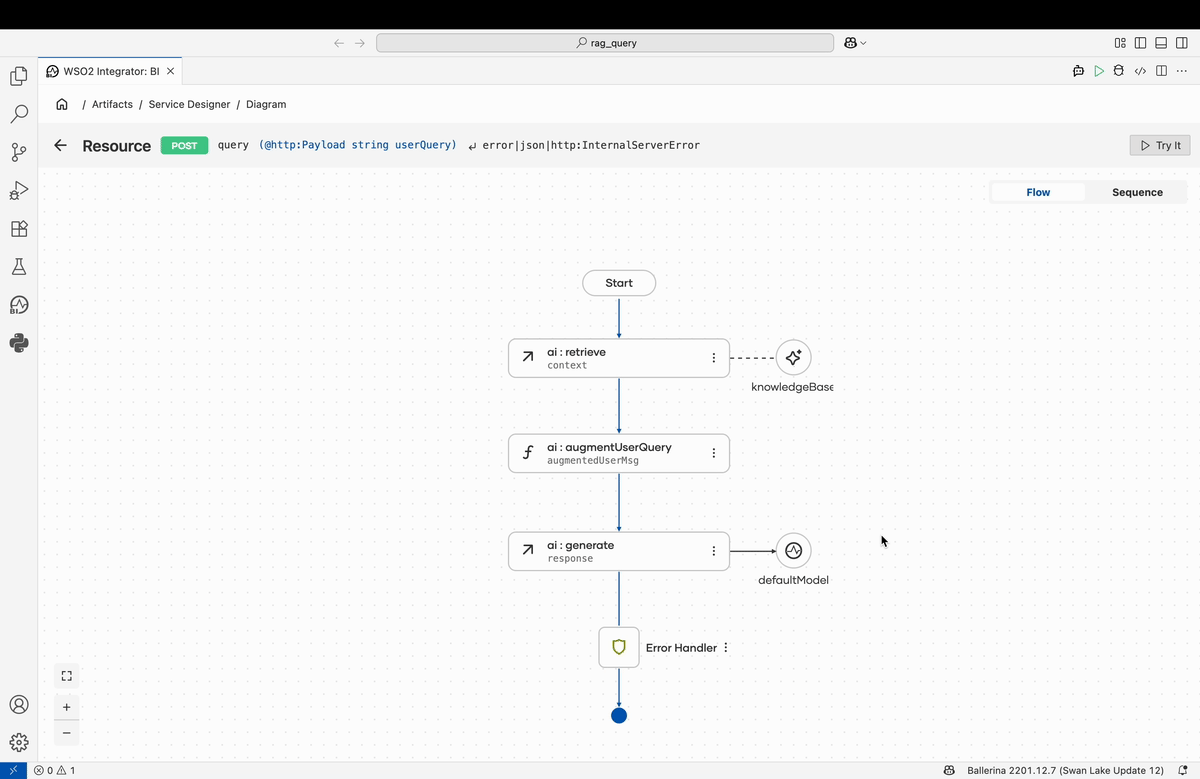 rag_query
WSO2 Integrator: BI
/ Artifacts / Service Designer / Diagram
Resource POST query (@http:Payload string userQuery) error|json|http:InternalServerError Try It
Flow Sequence
Start
ai : retrieve
context
knowledgeBase
ai : augmentUserQuery
augmentedUserMsg
ai : generate
response
defaultModel
Error Handler
0 1 Ballerina 2201.12.7 (Swan Lake Update 12)